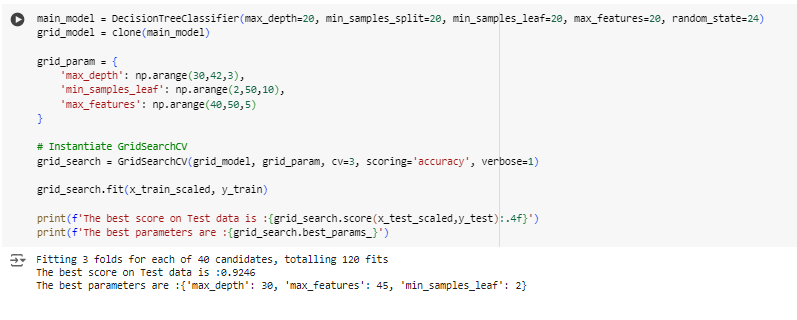 main_model = DecisionTreeClassifier(max_depth=20, min_samples_split=20, min_samples_leaf=20, max_features=20, random_state=24)
grid_model = clone(main_model)

grid_param = {
    'max_depth': np.arange(30,42,3),
    'min_samples_leaf': np.arange(2,50,10),
    'max_features': np.arange(40,50,5)
}

# Instantiate GridSearchCV
grid_search = GridSearchCV(grid_model, grid_param, cv=3, scoring='accuracy', verbose=1)

grid_search.fit(x_train_scaled, y_train)

print(f'The best score on Test data is :{grid_search.score(x_test_scaled,y_test):.4f}')
print(f'The best parameters are :{grid_search.best_params_}')
Fitting 3 folds for each of 40 candidates, totalling 120 fits
The best score on Test data is :0.9246
The best parameters are :{'max_depth': 30, 'max_features': 45, 'min_samples_leaf': 2}